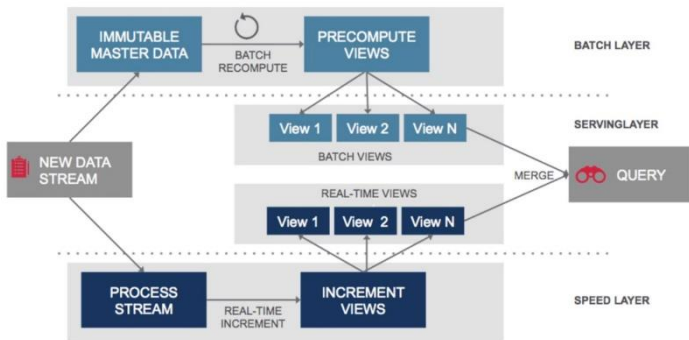 IMMUTABLE
MASTER DATA
BATCH
RECOMPUTE
PRECOMPUTE
VIEWS
BATCH LAYER
View 1
View 2
View N
BATCH VIEWS
SERVINGLAYER
NEW DATA
STREAM
MERGE
QUERY
REAL-TIME VIEWS
View 1
View 2
View N
PROCESS
STREAM
REAL-TIME
INCREMENT
INCREMENT
VIEWS
SPEED LAYER